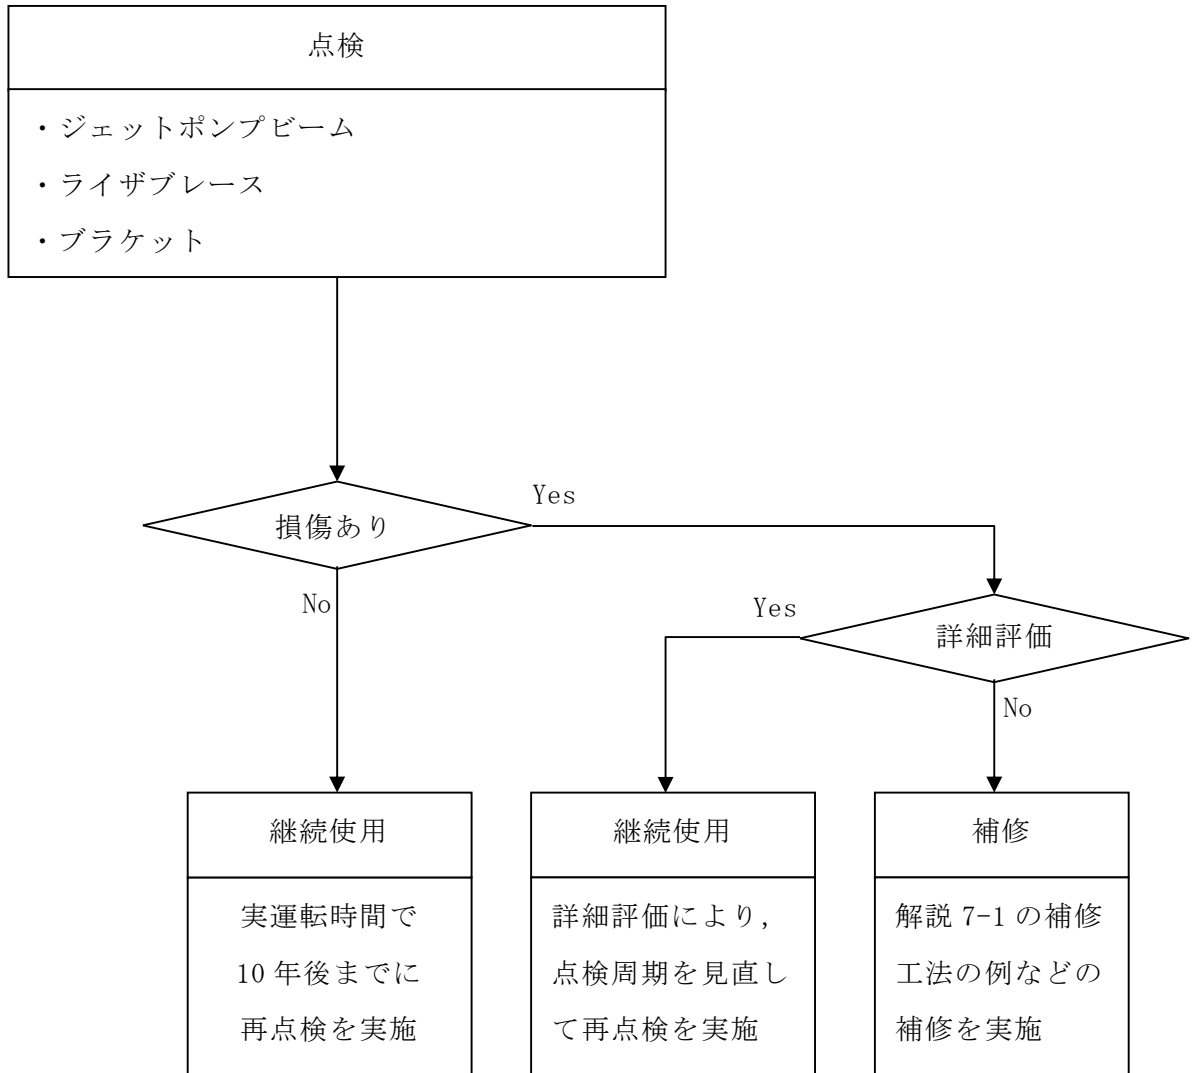 点検
・ジェットポンプビーム
・ライザブレース
・ブラケット
損傷あり
Yes
No
詳細評価
Yes
No
継続使用
実運転時間で
10 年後までに
再点検を実施
継続使用
詳細評価により,
点検周期を見直し
て再点検を実施
補修
解説 7-1 の補修
工法の例などの
補修を実施